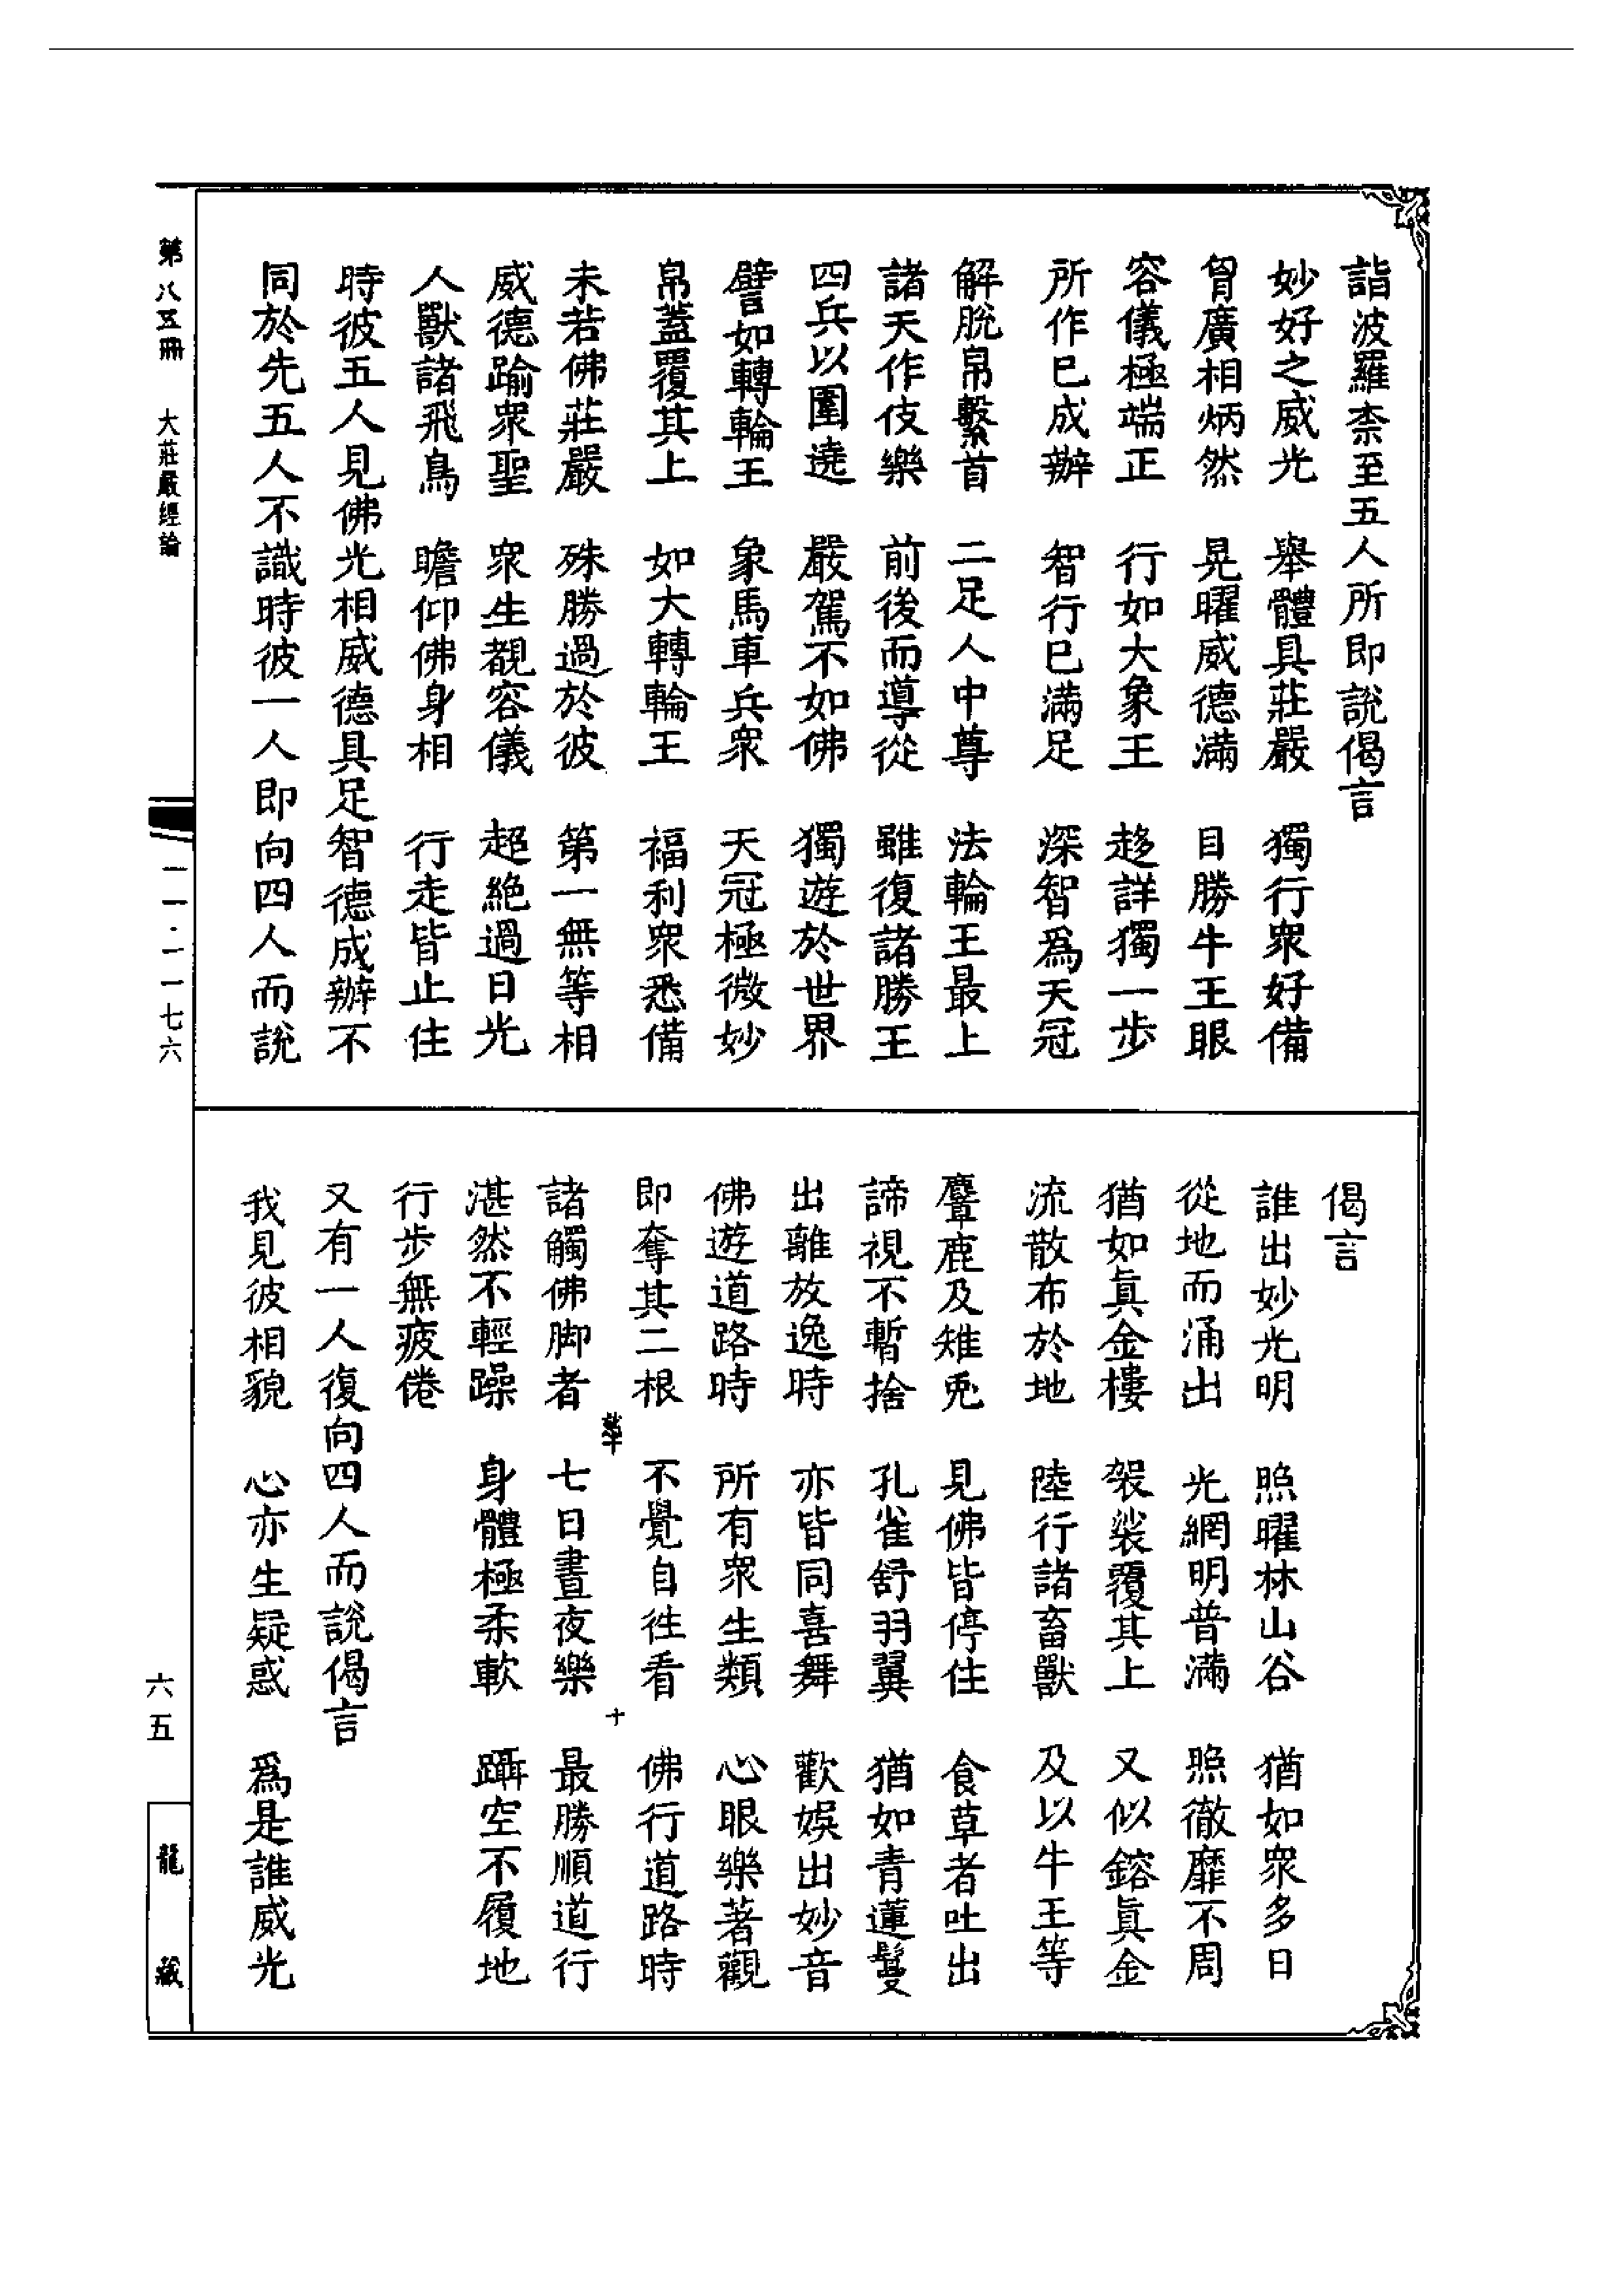 詣波羅柰至五人所即說偈言
妙好之威光　舉體具莊嚴　獨行衆好備
胷廣相炳然　晃曜威德滿　目勝牛王眼
容儀極端正　行如大象王　趍詳獨一步
所作已成辦　智行已滿足　深智爲天冠
解脫帛繫首　二足人中尊　法輪王最上
諸天作伎樂　前後而導從　雖復諸勝王
四兵以圍遶　嚴駕不如佛　獨遊於世界
譬如轉輪王　象馬車兵衆　天冠極微妙
帛蓋覆其上　如大轉輪王　福利衆悉備
未若佛莊嚴　殊勝過於彼　第一無等相
威德踰衆聖　衆生覩容儀　超絶過日光
人獸諸飛鳥　瞻仰佛身相　行走皆止住
時彼五人見佛光相威德具足智德成辦不
同於先五人不識時彼一人即向四人而說
偈言
誰出妙光明　照曜林山谷　猶如衆多日
從地而涌出　光網明普滿　照徹靡不周
猶如眞金樓　袈裟覆其上　又似鎔眞金
流散布於地　陸行諸畜獸　及以牛王等
麞鹿及雉兎　見佛皆停住　食草者吐出
諦視不暫捨　孔雀舒羽翼　猶如青蓮鬘
出離放逸時　亦皆同喜舞　歡娛出妙音
佛遊道路時　所有衆生類　心眼樂著觀
即奪其二根　不覺自徃看　佛行道路時
諸觸佛脚者　七日晝夜樂　最勝順道行
湛然不輕躁　身體極柔軟　躡空不履地
行步無疲倦
又有一人復向四人而說偈言
我見彼相貌　心亦生疑惑　爲是誰威光
十
第八五冊　大莊嚴經論
一一·二一七六
六五
龍藏